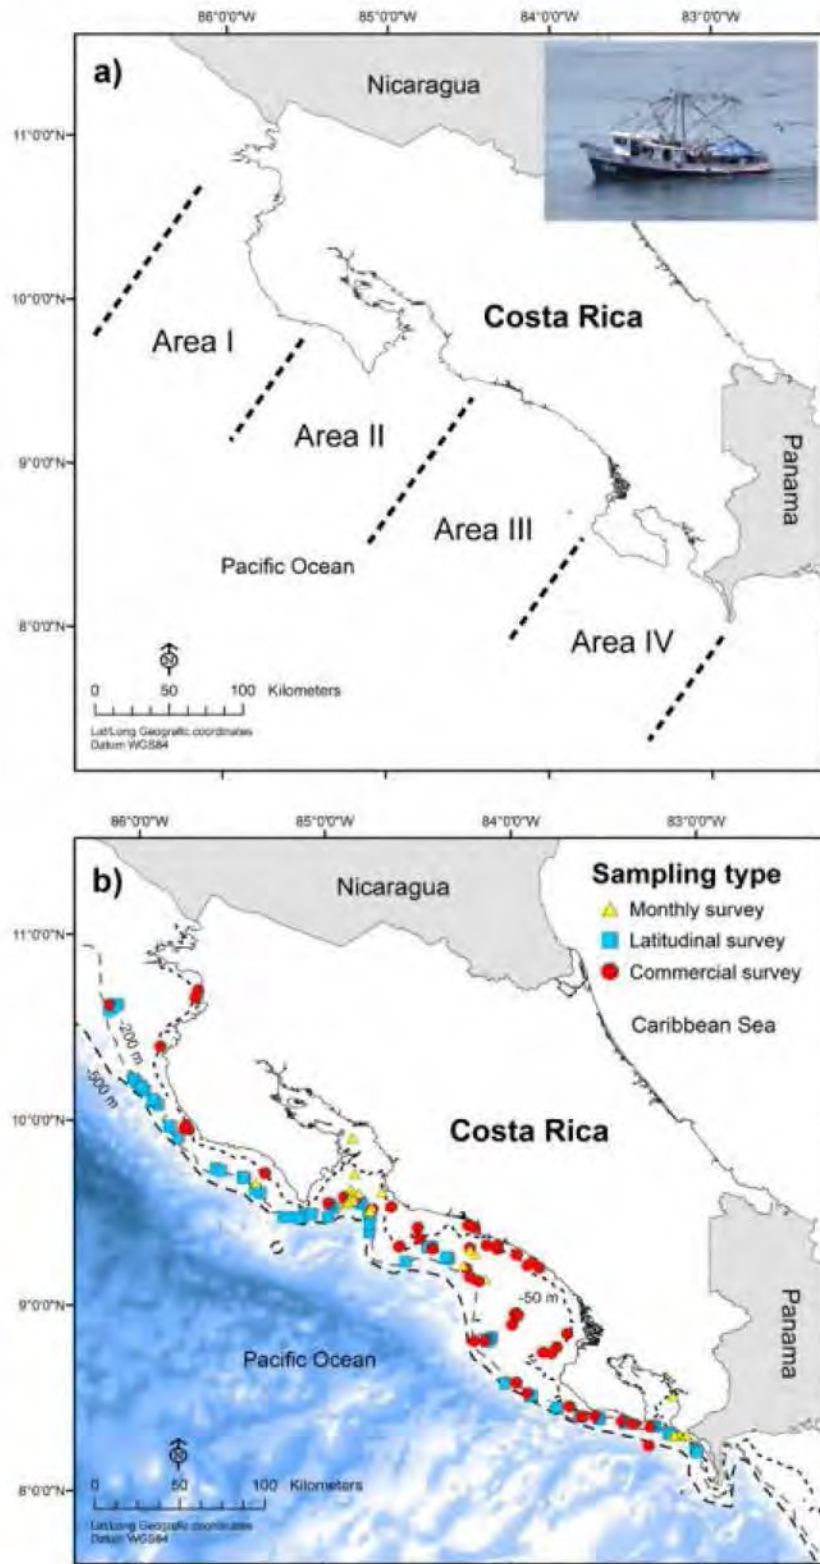 86°0'0"W 85°0'0"W 84°0'0"W 83°0'0"W
a)
Nicaragua
11°0'0"N
10°0'0"N
Costa Rica
Area I
Area II
9°0'0"N
Panama
Area III
Pacific Ocean
8°0'0"N
Area IV
0 50 100 Kilometers
Lat/Long Geografic coordinates
Datum WGS84
86°0'0"W 85°0'0"W 84°0'0"W 83°0'0"W
b)
Sampling type
Nicaragua
Monthly survey
11°0'0"N
Latitudinal survey
Commercial survey
Caribbean Sea
-200 m
-500 m
10°0'0"N
Costa Rica
9°0'0"N
-50 m
Panama
Pacific Ocean
8°0'0"N
0 50 100 Kilometers
Lat/Long Geografic coordinates
Datum WGS84